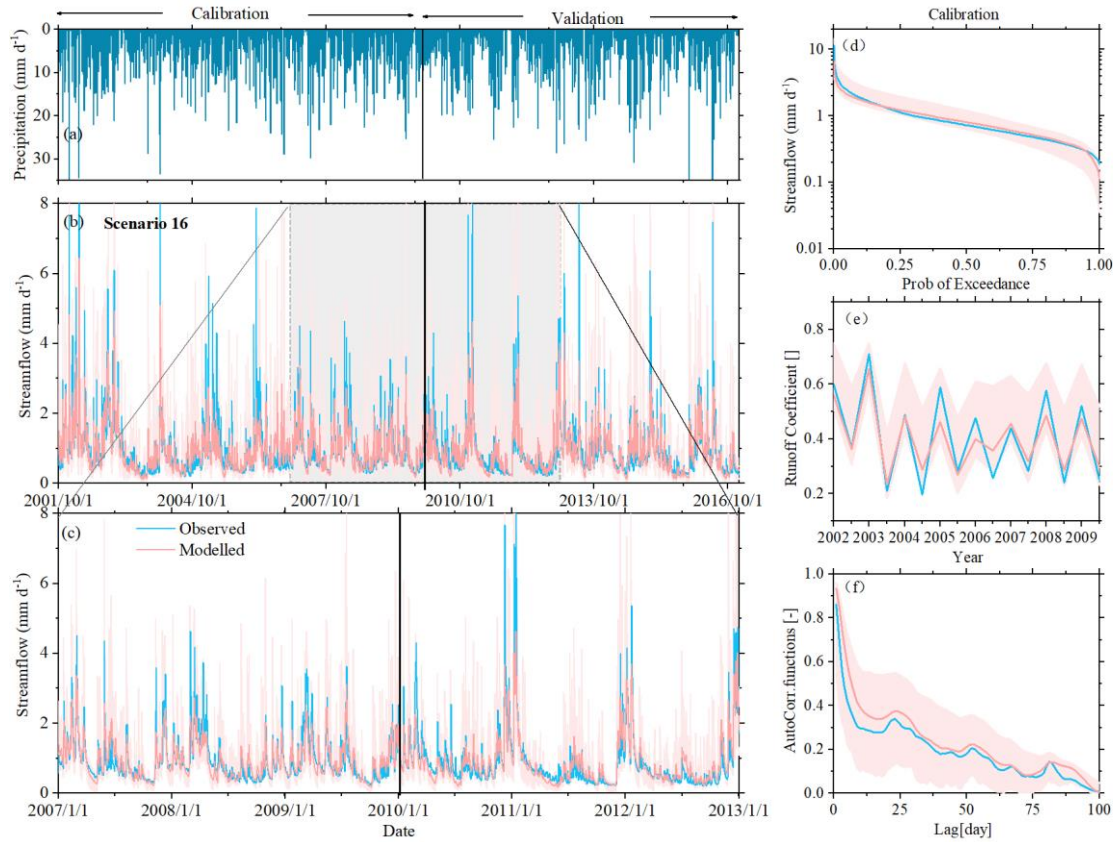 Calibration
Validation
Precipitation (mm d-1)
0
10
20
30
(a)
(b)
Scenario 16
Streamflow (mm d-1)
8
6
4
2
0
2001/10/1
2004/10/1
2007/10/1
2010/10/1
2013/10/1
2016/10/1
(c)
Observed
Modelled
Streamflow (mm d-1)
8
6
4
2
0
2007/1/1
2008/1/1
2009/1/1
2010/1/1
2011/1/1
2012/1/1
2013/1/1
Date
Calibration
(d)
Streamflow (mm d-1)
10
1
0.1
0.01
0.00
0.25
0.50
0.75
1.00
Prob of Exceedance
(e)
Runoff Coefficient []
0.8
0.6
0.4
0.2
2002 2003 2004 2005 2006 2007 2008 2009
Year
(f)
AutoCorr.functions [-]
1.0
0.8
0.6
0.4
0.2
0.0
0
25
50
75
100
Lag[day]